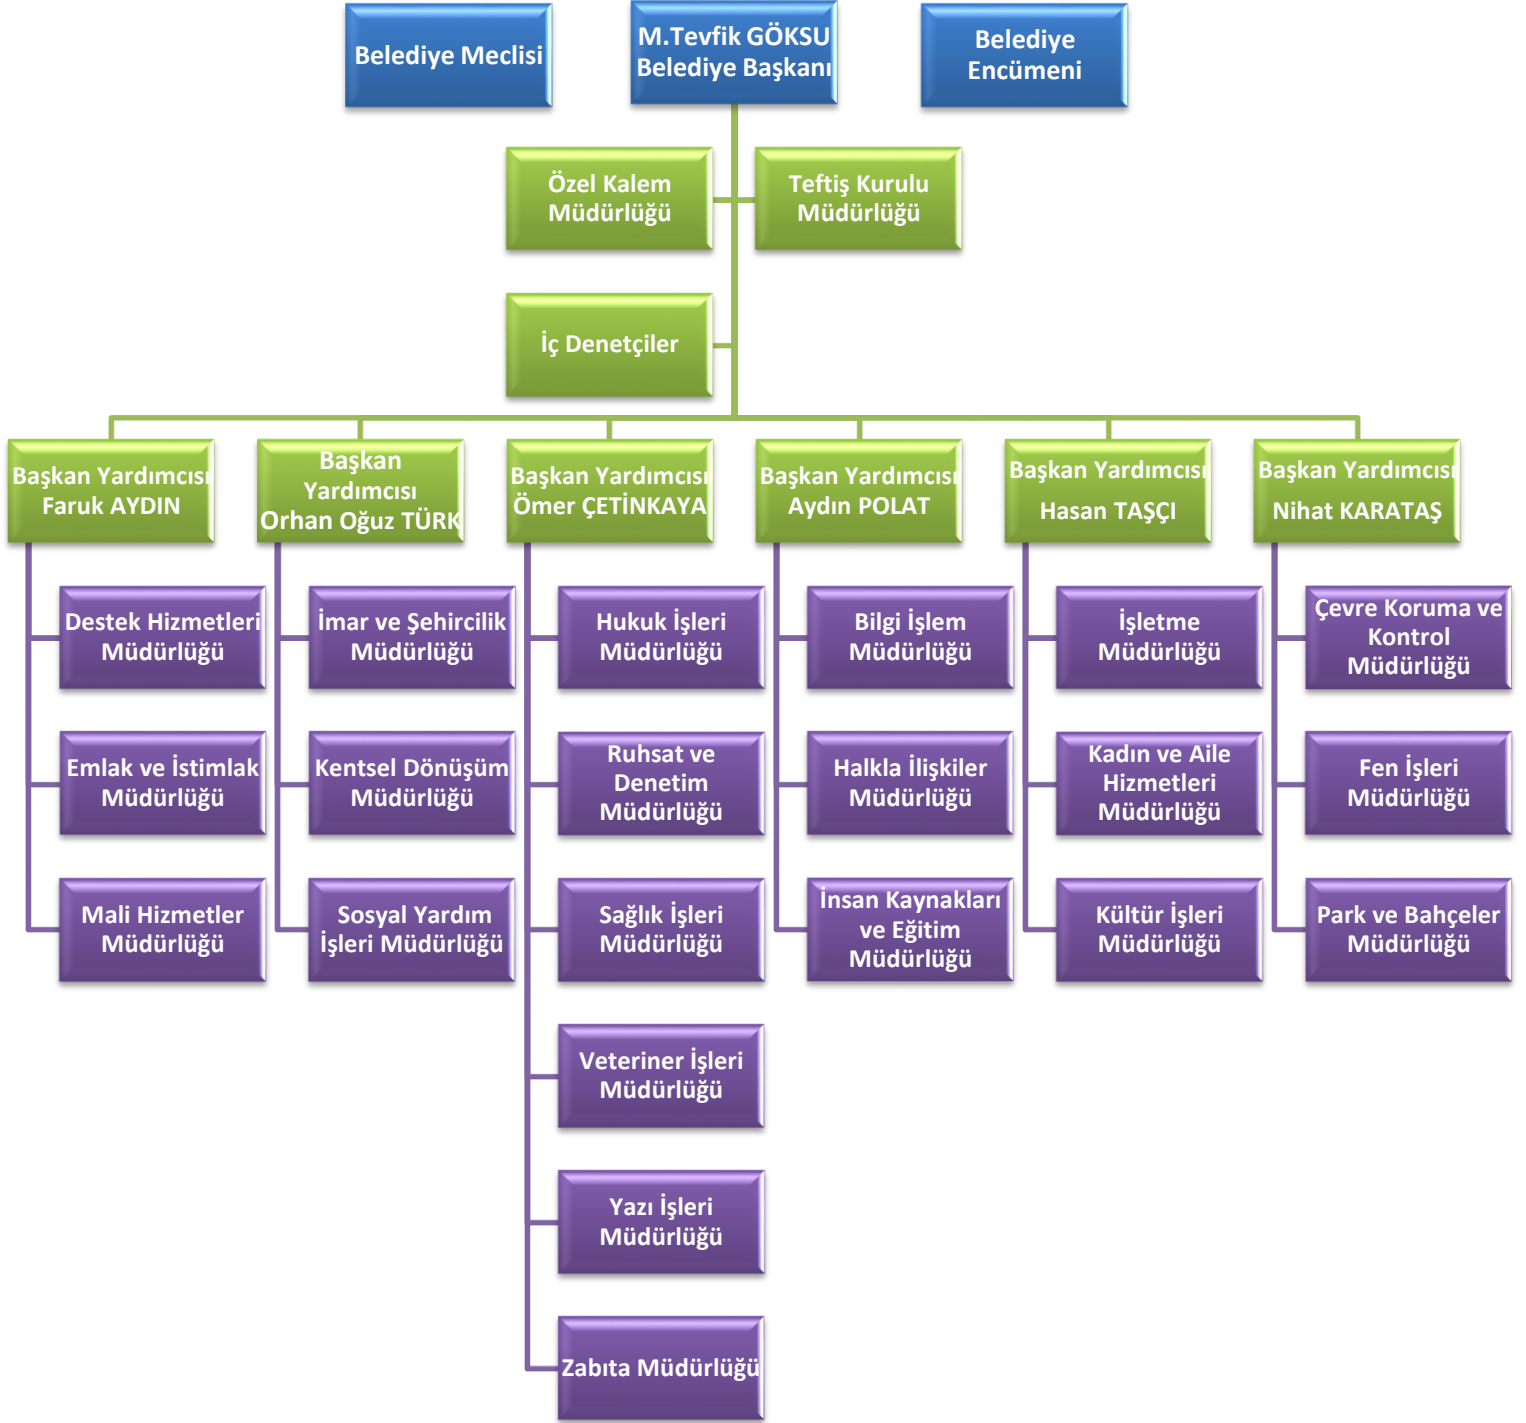 Belediye Meclisi
M.Tevfik GÖKSU
Belediye Başkanı
Belediye
Encümeni
Özel Kalem
Müdürlüğü
Teftiş Kurulu
Müdürlüğü
İç Denetçiler
Başkan Yardımcısı
Faruk AYDIN
Başkan
Yardımcısı
Orhan Oğuz TÜRK
Başkan Yardımcısı
Ömer ÇETİNKAYA
Başkan Yardımcısı
Aydın POLAT
Başkan Yardımcısı
Hasan TAŞÇI
Başkan Yardımcısı
Nihat KARATAŞ
Destek Hizmetleri
Müdürlüğü
İmar ve Şehircilik
Müdürlüğü
Hukuk İşleri
Müdürlüğü
Bilgi İşlem
Müdürlüğü
İşletme
Müdürlüğü
Çevre Koruma ve
Kontrol
Müdürlüğü
Emlak ve İstimlak
Müdürlüğü
Kentsel Dönüşüm
Müdürlüğü
Ruhsat ve
Denetim
Müdürlüğü
Halkla İlişkiler
Müdürlüğü
Kadın ve Aile
Hizmetleri
Müdürlüğü
Fen İşleri
Müdürlüğü
Mali Hizmetler
Müdürlüğü
Sosyal Yardım
İşleri Müdürlüğü
Sağlık İşleri
Müdürlüğü
İnsan Kaynakları
ve Eğitim
Müdürlüğü
Kültür İşleri
Müdürlüğü
Park ve Bahçeler
Müdürlüğü
Veteriner İşleri
Müdürlüğü
Yazı İşleri
Müdürlüğü
Zabıta Müdürlüğü